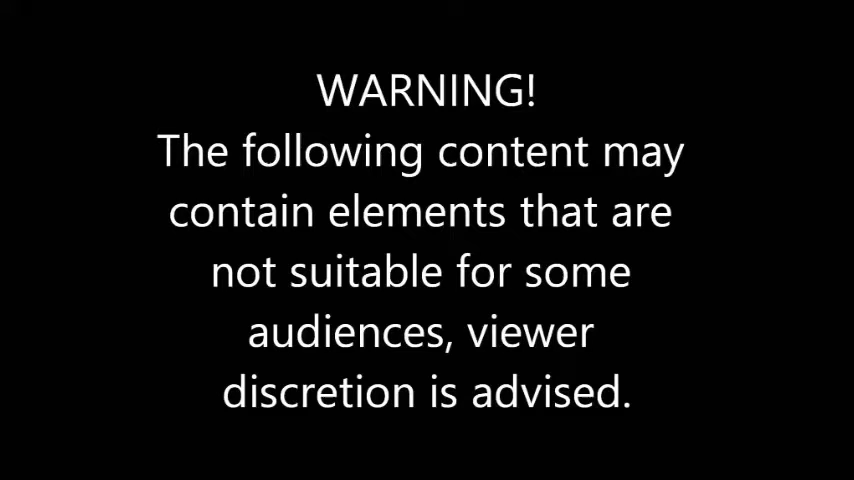 WARNING!
The following content may
contain elements that are
not suitable for some
audiences, viewer
discretion is advised.